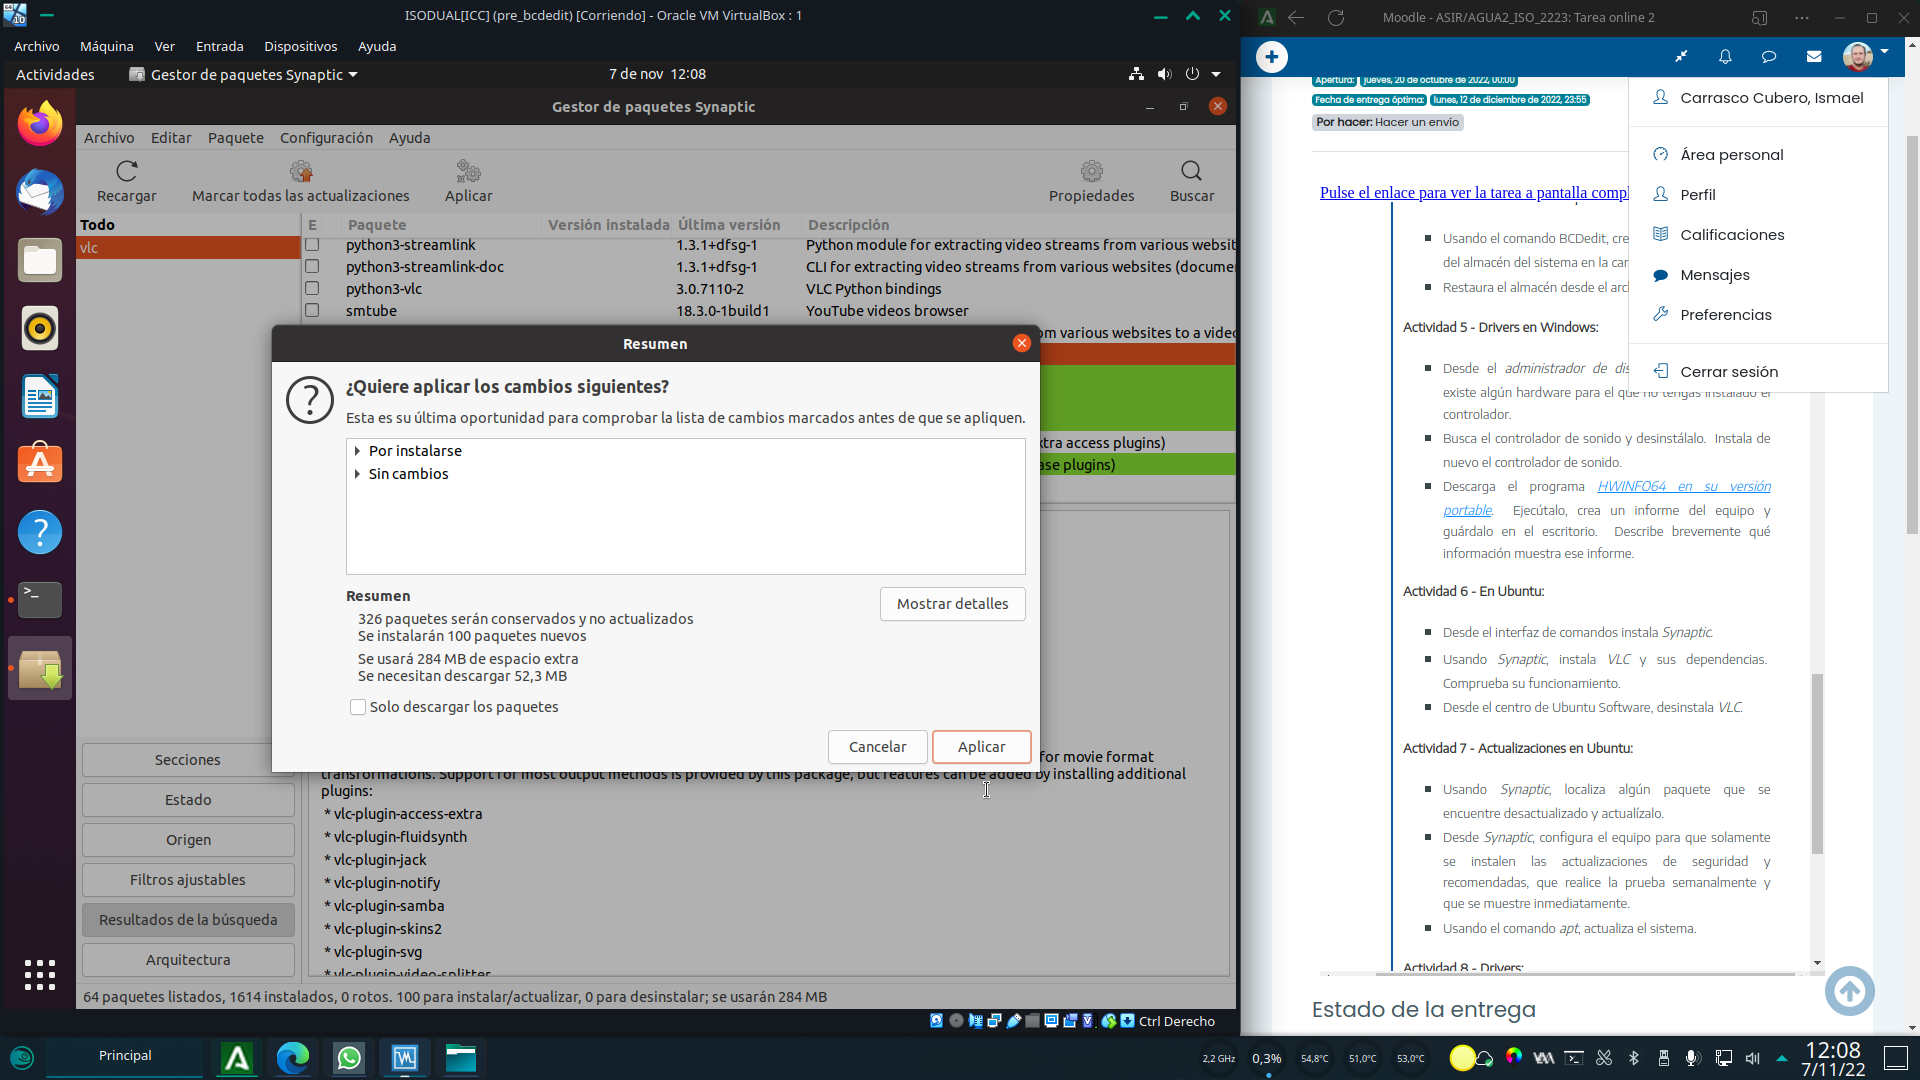 ISODUAL[ICC] (pre_bcdedit) [Corriendo] - Oracle VM VirtualBox : 1
Archivo Máquina Ver Entrada Dispositivos Ayuda
Actividades Gestor de paquetes Synaptic 7 de nov 12:08
Gestor de paquetes Synaptic
Archivo Editar Paquete Configuración Ayuda
Recargar Marcar todas las actualizaciones Aplicar Propiedades Buscar
Todo
vlc
E Paquete Versión instalada Última versión Descripción
python3-streamlink 1.3.1+dfsg-1 Python module for extracting video streams from various websit
python3-streamlink-doc 1.3.1+dfsg-1 CLI for extracting video streams from various websites (docume
python3-vlc 3.0.7110-2 VLC Python bindings
smtube 18.3.0-1build1 YouTube videos browser
om various websites to a video
xtra access plugins)
ase plugins)
Resumen
¿Quiere aplicar los cambios siguientes?
Esta es su última oportunidad para comprobar la lista de cambios marcados antes de que se apliquen.
Por instalarse
Sin cambios
Resumen
Mostrar detalles
326 paquetes serán conservados y no actualizados
Se instalarán 100 paquetes nuevos
Se usará 284 MB de espacio extra
Se necesitan descargar 52,3 MB
Solo descargar los paquetes
Cancelar Aplicar
for movie format
transformations. Support for most output methods is provided by this package, but features can be added by installing additional
plugins:
* vlc-plugin-access-extra
* vlc-plugin-fluidsynth
* vlc-plugin-jack
* vlc-plugin-notify
* vlc-plugin-samba
* vlc-plugin-skins2
* vlc-plugin-svg
* vlc-plugin-video-splitter
Secciones
Estado
Origen
Filtros ajustables
Resultados de la búsqueda
Arquitectura
64 paquetes listados, 1614 instalados, 0 rotos. 100 para instalar/actualizar, 0 para desinstalar; se usarán 284 MB
Ctrl Derecho
Moodle - ASIR/AGUA2_ISO_2223: Tarea online 2
Apertura: jueves, 20 de octubre de 2022, 00:00
Fecha de entrega óptima: lunes, 12 de diciembre de 2022, 23:55
Por hacer: Hacer un envío
Carrasco Cubero, Ismael
Área personal
Perfil
Calificaciones
Mensajes
Preferencias
Cerrar sesión
Pulse el enlace para ver la tarea a pantalla compl
Usando el comando BCDedit, cre
del almacén del sistema en la car
Restaura el almacén desde el arc
Actividad 5 - Drivers en Windows:
Desde el administrador de dis
existe algún hardware para el que no tengas instalado el
controlador.
Busca el controlador de sonido y desinstálalo. Instala de
nuevo el controlador de sonido.
Descarga el programa HWINFO64 en su versión
portable. Ejecútalo, crea un informe del equipo y
guárdalo en el escritorio. Describe brevemente qué
información muestra ese informe.
Actividad 6 - En Ubuntu:
Desde el interfaz de comandos instala Synaptic.
Usando Synaptic, instala VLC y sus dependencias.
Comprueba su funcionamiento.
Desde el centro de Ubuntu Software, desinstala VLC.
Actividad 7 - Actualizaciones en Ubuntu:
Usando Synaptic, localiza algún paquete que se
encuentre desactualizado y actualízalo.
Desde Synaptic, configura el equipo para que solamente
se instalen las actualizaciones de seguridad y
recomendadas, que realice la prueba semanalmente y
que se muestre inmediatamente.
Usando el comando apt, actualiza el sistema.
Actividad 8 - Drivers:
Estado de la entrega
Principal
2,2 GHz 0,3% 54,8°C 51,0°C 53,0°C
12:08
7/11/22